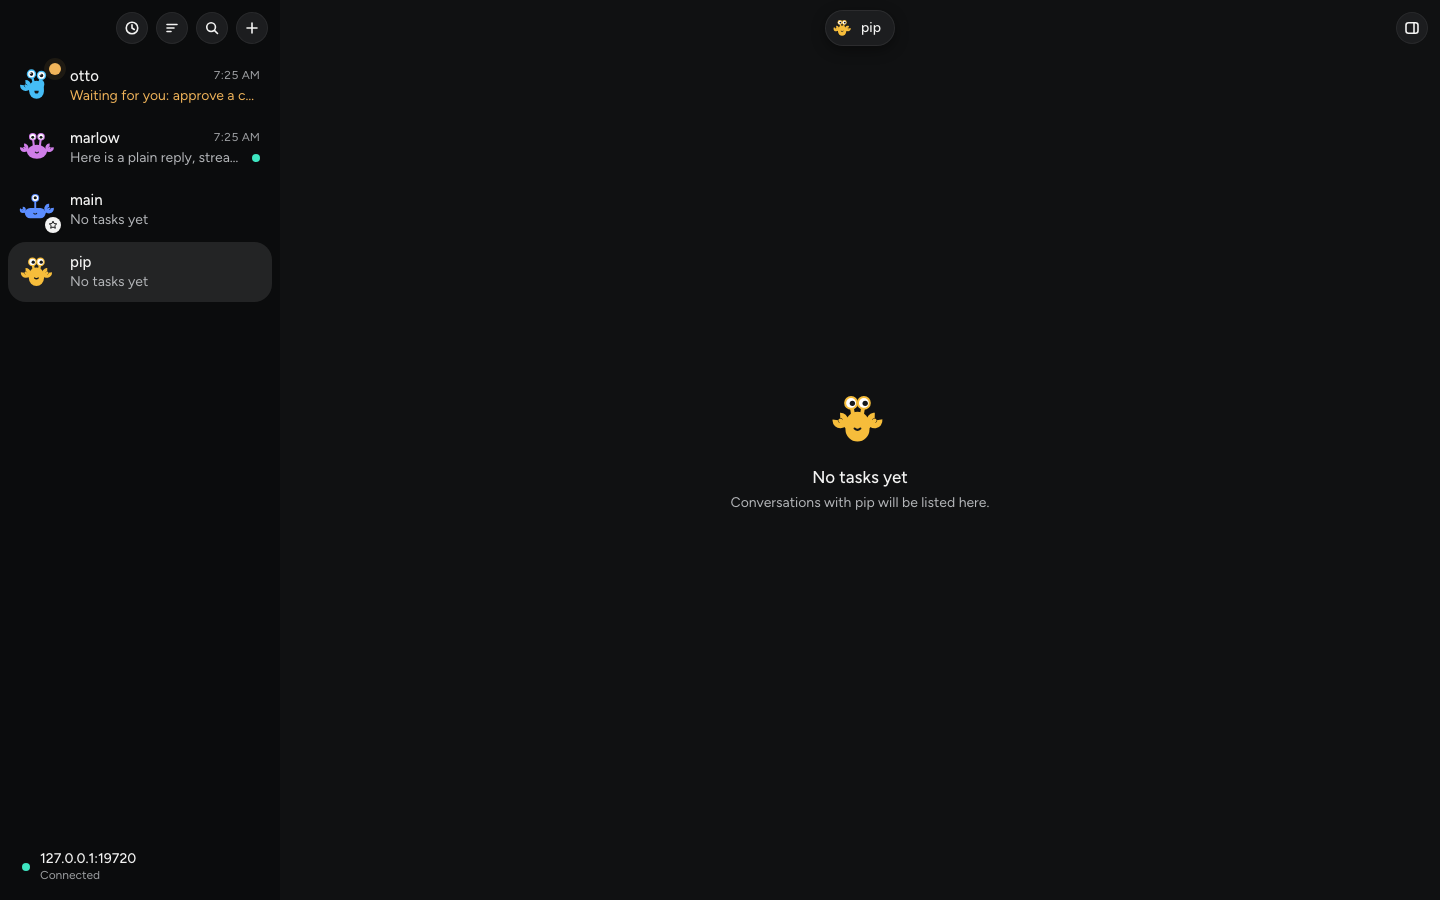 pip
otto
7:25 AM
Waiting for you: approve a c...
marlow
7:25 AM
Here is a plain reply, strea...
main
No tasks yet
pip
No tasks yet
No tasks yet
Conversations with pip will be listed here.
127.0.0.1:19720
Connected